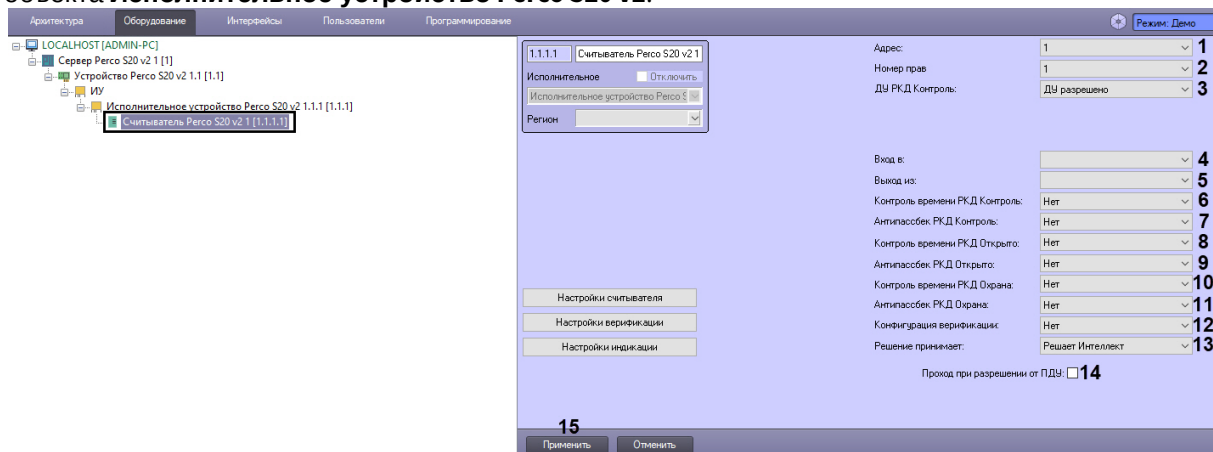 объекта Исполнительное устройство Perco S20 v2.
Архитектура Оборудование Интерфейсы Пользователи Программирование Режим: Демо
LOCALHOST [ADMIN-PC]
Сервер Perco S20 v2 1 [1]
Устройство Perco S20 v2 1.1 [1.1]
ИУ
Исполнительное устройство Perco S20 v2 1.1.1 [1.1.1]
Считыватель Perco S20 v2 1 [1.1.1.1]
1.1.1.1 Считыватель Perco S20 v2 1
Исполнительное Отключить
Исполнительное устройство Perco S
Регион
Настройки считывателя
Настройки верификации
Настройки индикации
Адрес: 1 1
Номер прав 1 2
ДУ РКД Контроль: ДУ разрешено 3
Вход в: 4
Выход из: 5
Контроль времени РКД Контроль: Нет 6
Антипассбек РКД Контроль: Нет 7
Контроль времени РКД Открыто: Нет 8
Антипассбек РКД Открыто: Нет 9
Контроль времени РКД Охрана: Нет 10
Антипассбек РКД Охрана: Нет 11
Конфигурация верификации: Нет 12
Решение принимает: Решает Интеллект 13
Проход при разрешении от ПДУ: 14
15
Применить Отменить